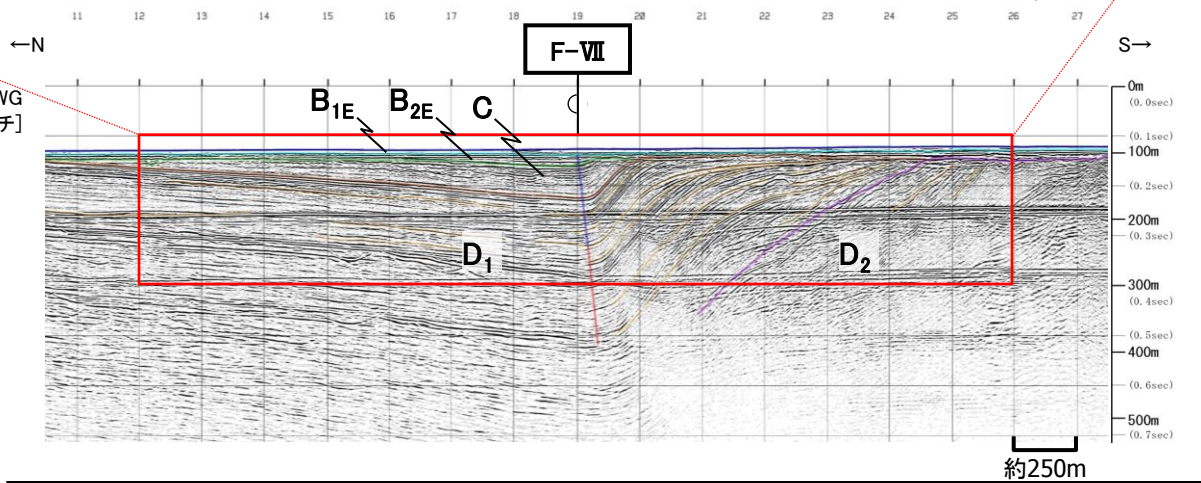 11 12 13 14 15 16 17 18 19 20 21 22 23 24 25 26 27
←N
F-Ⅶ
S→
WG
チ]
B1E
B2E
C
0m
(0.0sec)
(0.1sec)
100m
(0.2sec)
200m
(0.3sec)
D1
D2
300m
(0.4sec)
(0.5sec)
400m
(0.6sec)
500m
(0.7sec)
約250m